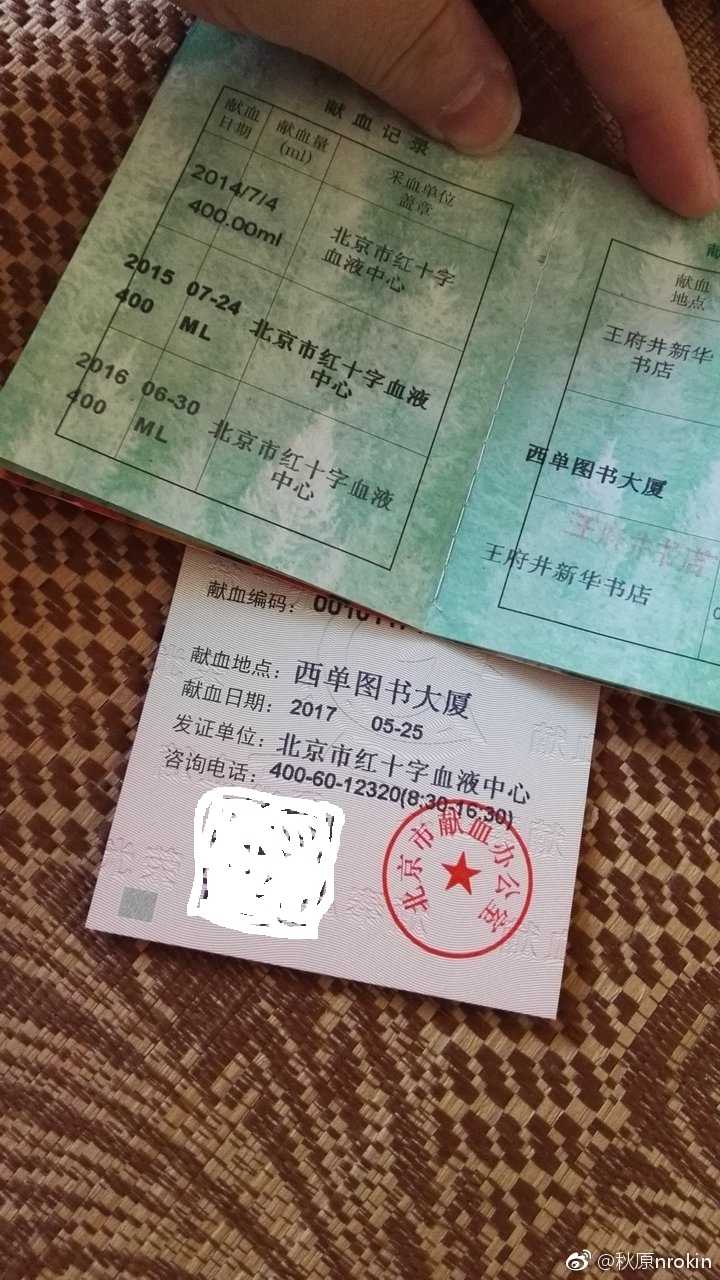 献血记录
献血
日期
献血量
(ml)
采血单位
盖章
2014/7/4
400.00ml
北京市红十字
血液中心
2015 07-24
400 ML
北京市红十字血液
中心
2016 06-30
400 ML
北京市红十字血液
中心
献血
地点
王府井新华
书店
西单图书大厦
王府井书店
王府井新华书店
献血编码：
献血地点：西单图书大厦
献血日期：2017 05-25
发证单位：北京市红十字血液中心
咨询电话：400-60-12320(8:30-16:30)
北京市献血办公室
@秋原nrokin